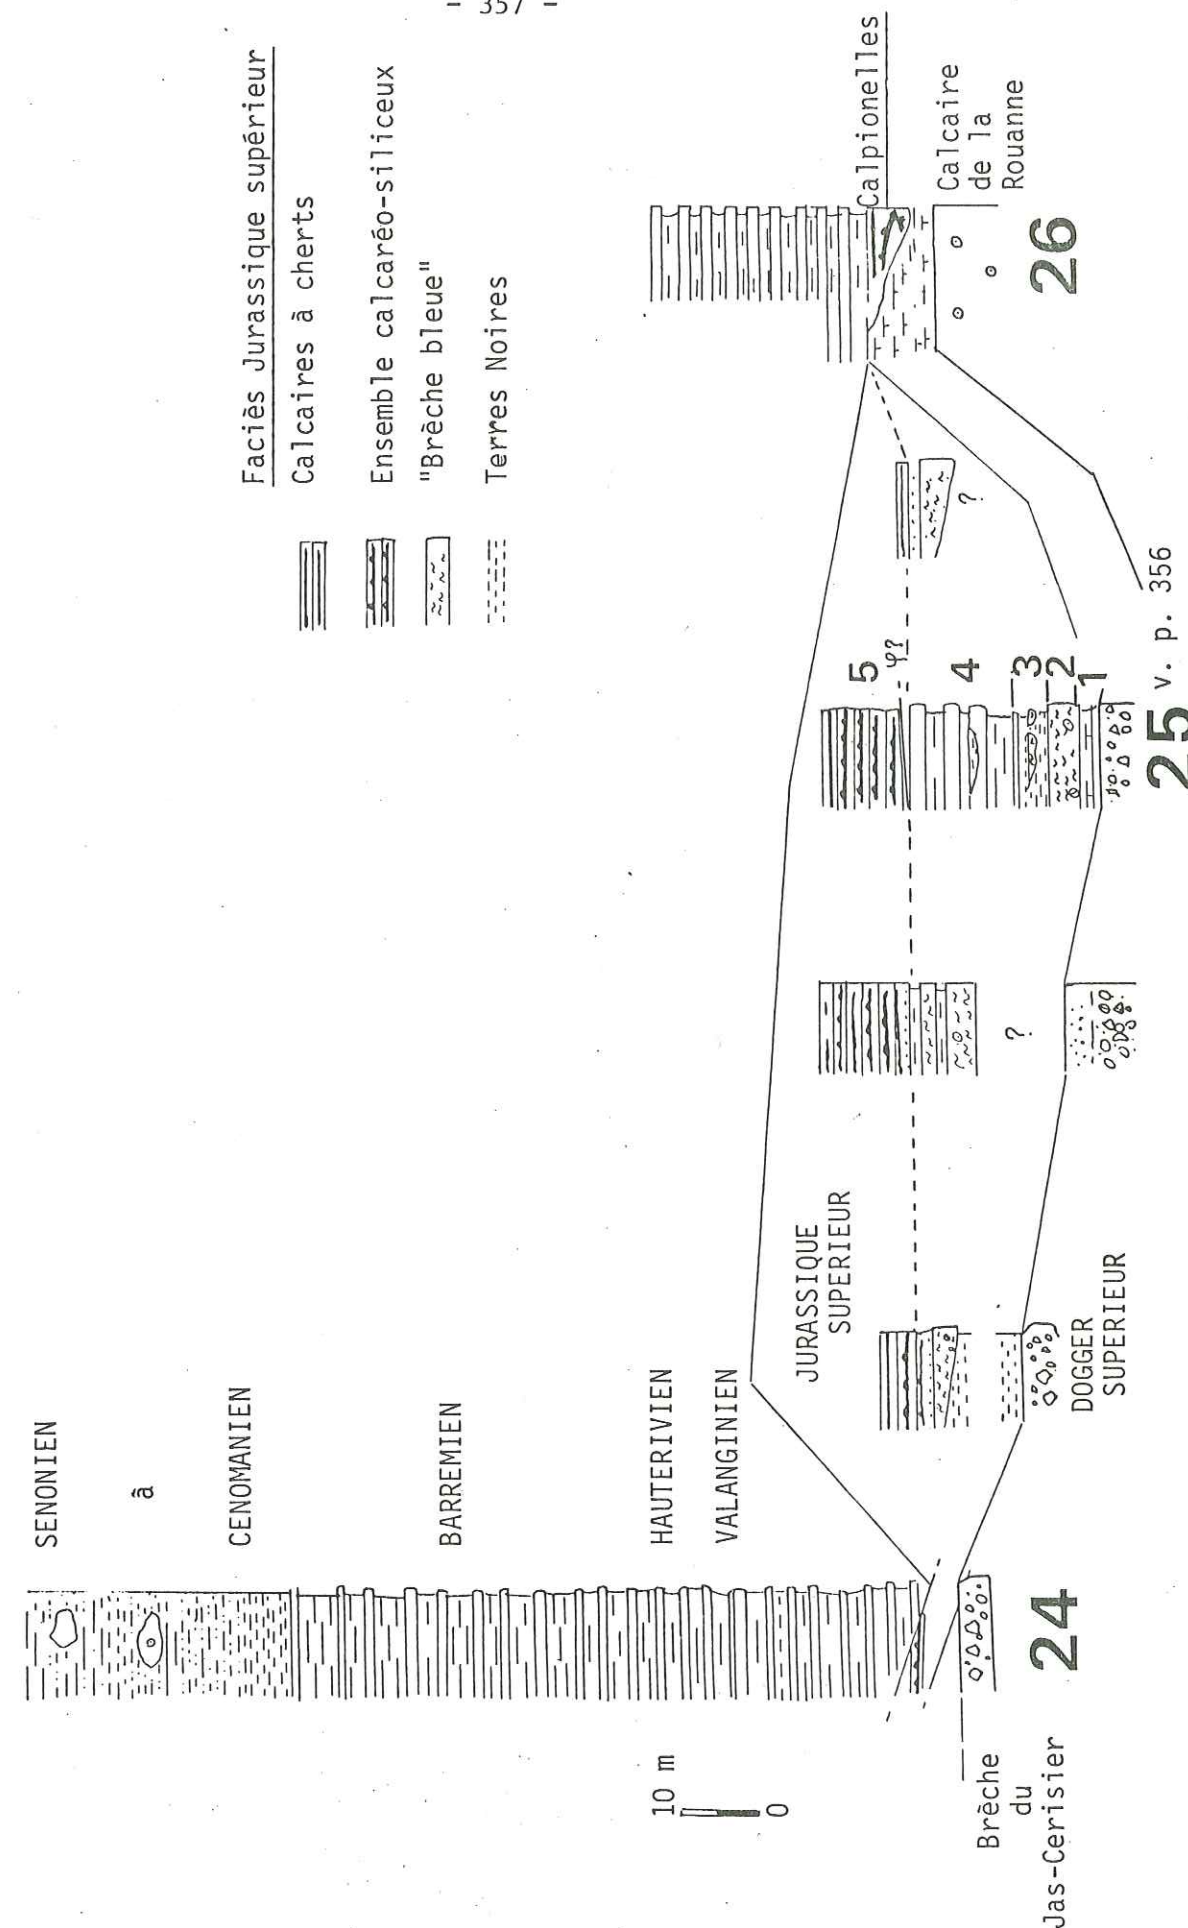 - 357 -
Faciès Jurassique supérieur
Calcaires à cherts
Ensemble calcaréo-siliceux
"Brèche bleue"
Terres Noires
SENONIEN
à
CENOMANIEN
BARREMIEN
HAUTERIVIEN
VALANGINIEN
JURASSIQUE
SUPERIEUR
DOGGER
SUPERIEUR
Calpionelles
Calcaire
de la
Rouanne
10 m
0
Brèche
du
Jas-Cerisier
24
?
5
4
3
2
1
25
v. p. 356
?
26